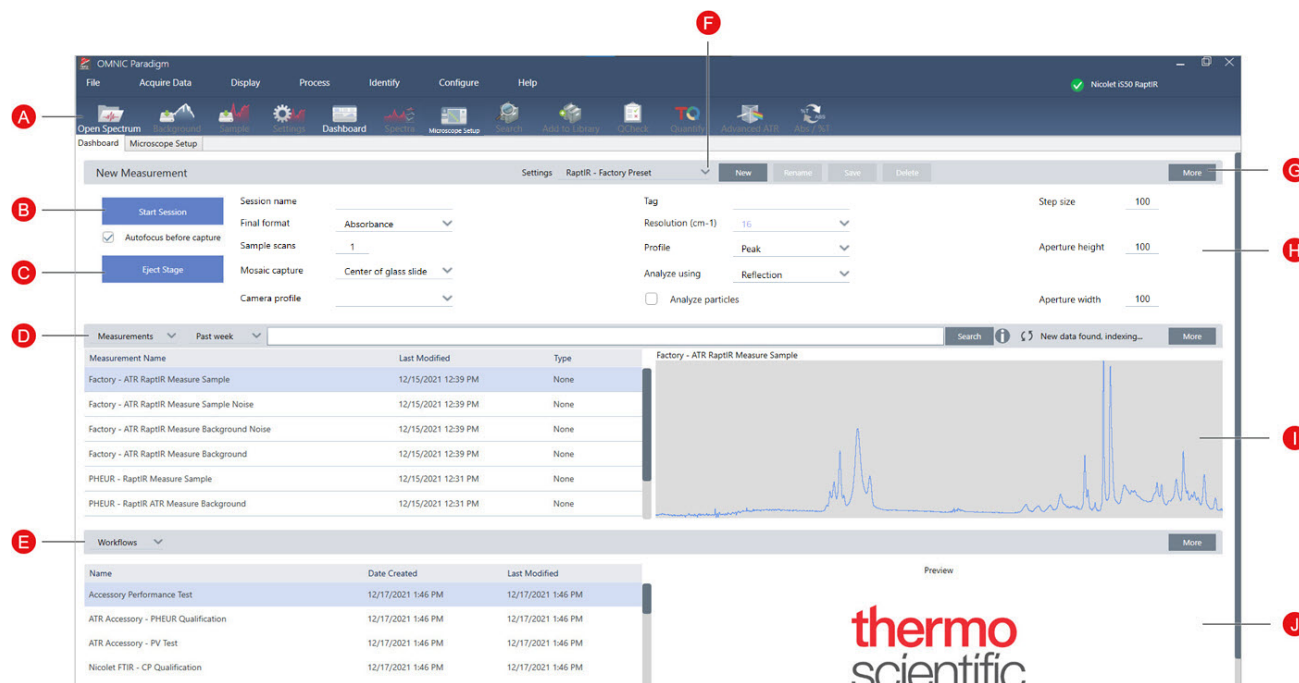 F
OMNIC Paradigm
File Acquire Data Display Process Identify Configure Help
Nicolet iS50 RaptIR
A
Open Spectrum Background Sample Settings Dashboard Spectra Microscope Setup Search Add to Library QCheck Quantify Advanced ATR Abs / %T
Dashboard Microscope Setup
New Measurement Settings RaptIR - Factory Preset New Rename Save Delete More
G
B
Start Session Session name Tag Step size 100
Final format Absorbance Resolution (cm-1) 16
Autofocus before capture Sample scans 1 Profile Peak Aperture height 100
H
C
Eject Stage Mosaic capture Center of glass slide Analyze using Reflection
Camera profile Analyze particles Aperture width 100
D
Measurements Past week Search New data found, indexing... More
Measurement Name Last Modified Type Factory - ATR RaptIR Measure Sample
Factory - ATR RaptIR Measure Sample 12/15/2021 12:39 PM None
Factory - ATR RaptIR Measure Sample Noise 12/15/2021 12:39 PM None
Factory - ATR RaptIR Measure Background Noise 12/15/2021 12:39 PM None
I
Factory - ATR RaptIR Measure Background 12/15/2021 12:39 PM None
PHEUR - RaptIR Measure Sample 12/15/2021 12:31 PM None
PHEUR - RaptIR ATR Measure Background 12/15/2021 12:31 PM None
E
Workflows More
Name Date Created Last Modified Preview
Accessory Performance Test 12/17/2021 1:46 PM 12/17/2021 1:46 PM
ATR Accessory - PHEUR Qualification 12/17/2021 1:46 PM 12/17/2021 1:46 PM
J
ATR Accessory - PV Test 12/17/2021 1:46 PM 12/17/2021 1:46 PM
Nicolet FTIR - CP Qualification 12/17/2021 1:46 PM 12/17/2021 1:46 PM
thermo
scientific